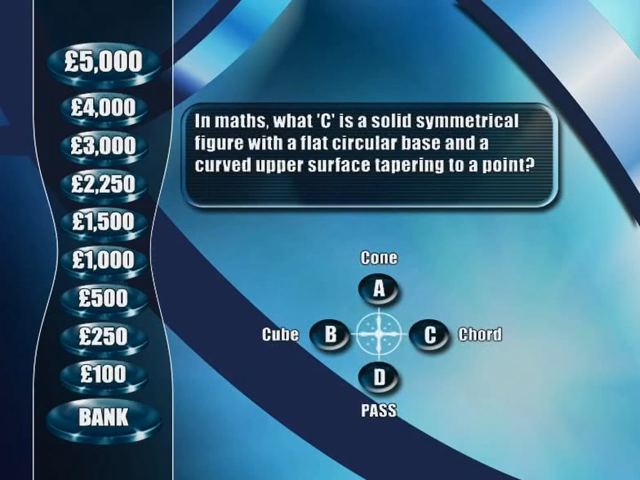 £5,000
£4,000
£3,000
£2,250
£1,500
£1,000
£500
£250
£100
BANK
In maths, what 'C' is a solid symmetrical
figure with a flat circular base and a
curved upper surface tapering to a point?
Cone
A
Cube B C Chord
D
PASS